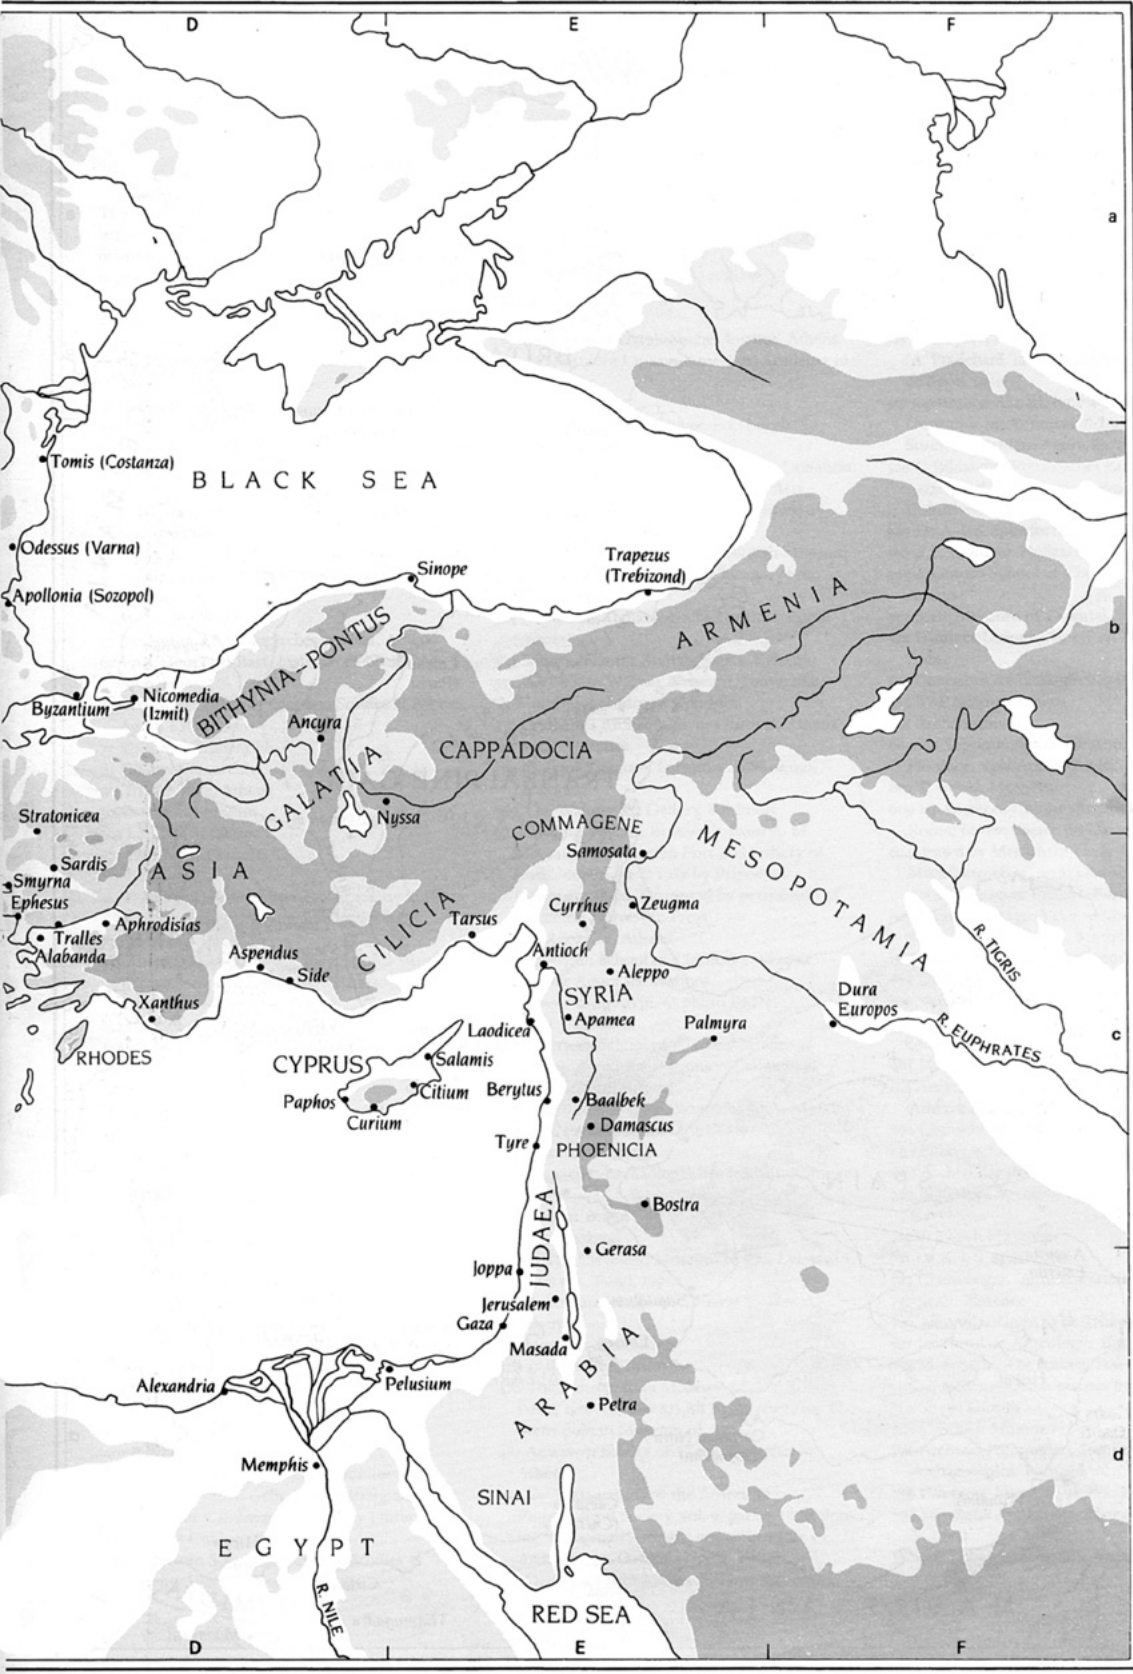 D E F
a
Tomis (Costanza)
BLACK SEA
Odessus (Varna)
Sinope
Trapezus
(Trebizond)
Apollonia (Sozopol)
ARMENIA
b
BITHYNIA-PONTUS
Byzantium
Nicomedia
(Izmit)
Ancyra
CAPPADOCIA
GALATIA
Stratonicea
Nyssa
COMMAGENE
MESOPOTAMIA
Samosata
Sardis
ASIA
Smyrna
Ephesus
Zeugma
Cyrrhus
Tarsus
CILICIA
Aphrodisias
Tralles
Alabanda
R. TIGRIS
Aspendus
Antioch
Side
Aleppo
SYRIA
Dura
Europos
Xanthus
Apamea
Laodicea
Palmyra
R. EUPHRATES
c
RHODES
CYPRUS
Salamis
Citium
Berytus
Baalbek
Paphos
Curium
Damascus
Tyre
PHOENICIA
Bostra
JUDAEA
Gerasa
Joppa
Jerusalem
Gaza
Masada
ARABIA
Alexandria
Pelusium
Petra
d
Memphis
SINAI
EGYPT
R. NILE
RED SEA
D E F